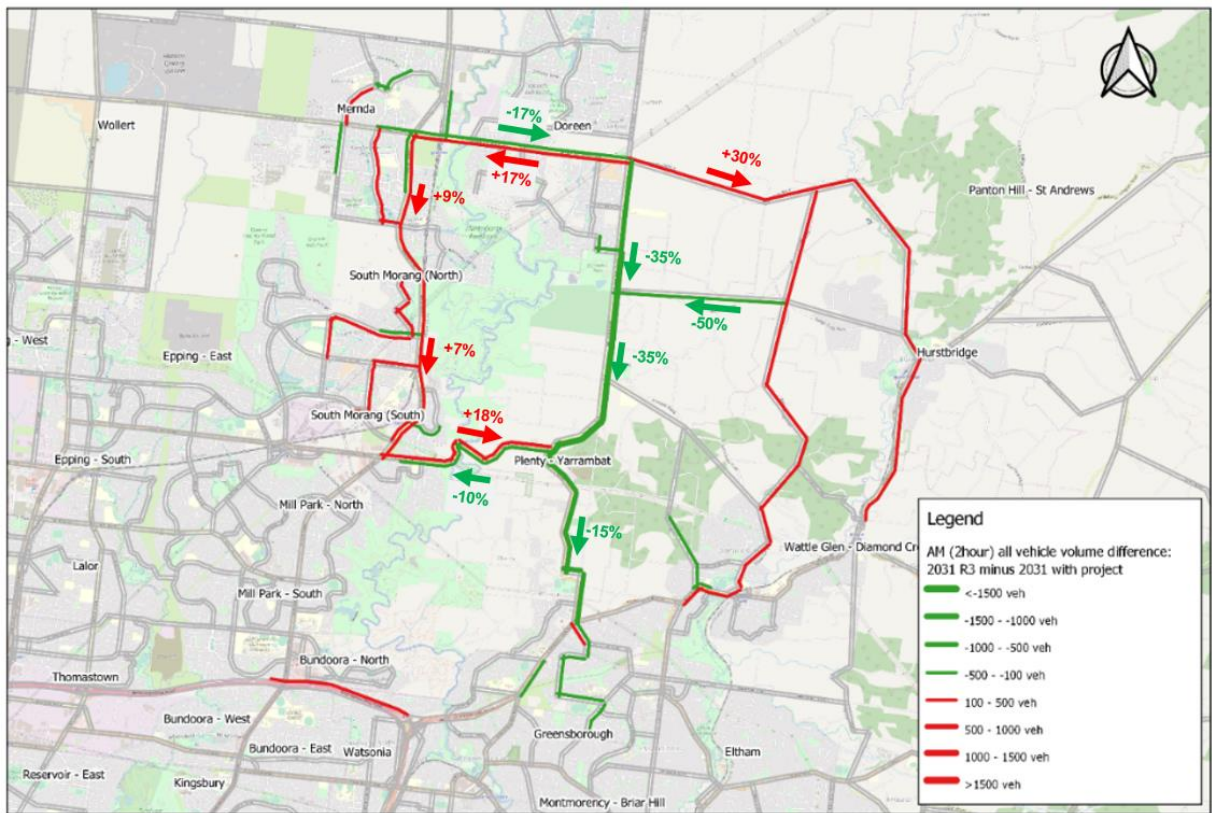 Wollert
Mernda
-17%
Doreen
+17%
+30%
Panton Hill - St Andrews
+9%
South Morang (North)
-35%
-50%
g - West
Epping - East
+7%
-35%
Hurstbridge
South Morang (South)
+18%
Epping - South
Plenty - Yarrambat
-10%
Mill Park - North
-15%
Wattle Glen - Diamond Cre
Lalor
Mill Park - South
Bundoora - North
Thomastown
Bundoora - West
Greensborough
Bundoora - East
Watsonia
Eltham
Reservoir - East
Kingsbury
Montmorency - Briar Hill
Legend
AM (2hour) all vehicle volume difference:
2031 R3 minus 2031 with project
<-1500 veh
-1500 - -1000 veh
-1000 - -500 veh
-500 - -100 veh
100 - 500 veh
500 - 1000 veh
1000 - 1500 veh
>1500 veh